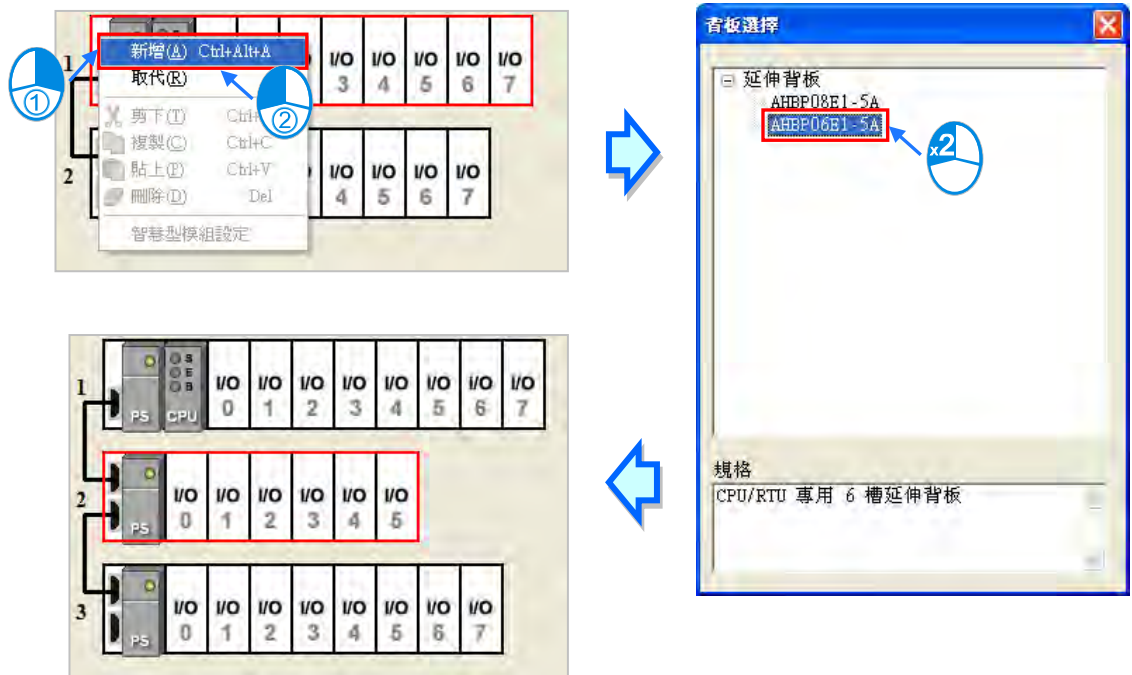 1
I/O I/O I/O I/O I/O
3 4 5 6 7
新增(A) Ctrl+Alt+A
取代(R)
剪下(T) Ctrl+
複製(C) Ctrl+C
貼上(P) Ctrl+V
刪除(D) Del
智慧型模組設定
①
②
2
I/O I/O I/O I/O
4 5 6 7
背板選擇
延伸背板
AHBP08E1-5A
AHBP06E1-5A
x2
規格
CPU/RTU 專用 6 槽延伸背板
1
S
E
B
PS CPU
I/O I/O I/O I/O I/O I/O I/O I/O
0 1 2 3 4 5 6 7
2
PS
I/O I/O I/O I/O I/O I/O
0 1 2 3 4 5
3
PS
I/O I/O I/O I/O I/O I/O I/O I/O
0 1 2 3 4 5 6 7